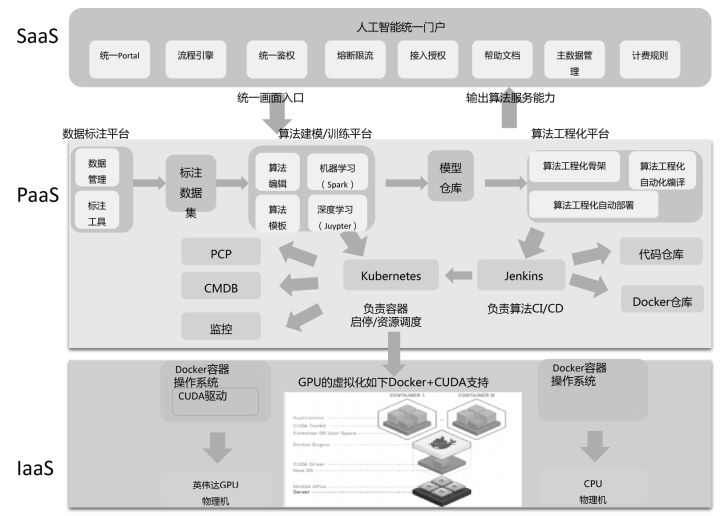 SaaS
人工智能统一门户
统一Portal
流程引擎
统一鉴权
熔断限流
接入授权
帮助文档
主数据管
理
计费规则
统一画面入口
输出算法服务能力
数据标注平台
算法建模/训练平台
算法工程化平台
PaaS
数据
管理
标注
工具
标注
数据
集
算法
编辑
机器学习
（Spark）
算法
模板
深度学习
（Juypter）
模型
仓库
算法工程化骨架
算法工程化
自动化编译
算法工程化自动部署
PCP
CMDB
监控
Kubernetes
Jenkins
代码仓库
Docker仓库
负责容器
启停/资源调度
负责算法CI/CD
IaaS
Docker容器
操作系统
CUDA驱动
英伟达GPU
物理机
GPU的虚拟化如下Docker+CUDA支持
CONTAINER 1
CONTAINER N
Applications
CUDA Toolkit
Container OS User Space
Docker Engine
CUDA Driver
Host OS
NVIDIA GPUs
Server
Docker容器
操作系统
CPU
物理机